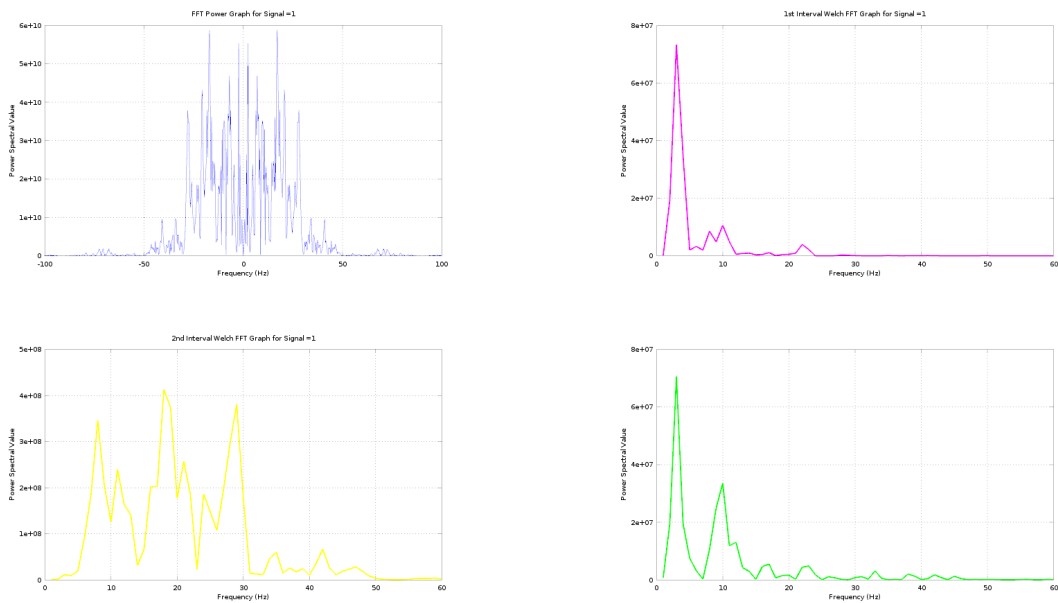 FFT Power Graph for Signal =1
6e+10
5e+10
4e+10
3e+10
2e+10
1e+10
0
Power Spectral Value
-100
-50
0
50
100
Frequency (Hz)
1st Interval Welch FFT Graph for Signal =1
8e+07
6e+07
4e+07
2e+07
0
Power Spectral Value
0
10
20
30
40
50
60
Frequency (Hz)
2nd Interval Welch FFT Graph for Signal =1
5e+08
4e+08
3e+08
2e+08
1e+08
0
Power Spectral Value
0
10
20
30
40
50
60
Frequency (Hz)
8e+07
6e+07
4e+07
2e+07
0
Power Spectral Value
0
10
20
30
40
50
60
Frequency (Hz)